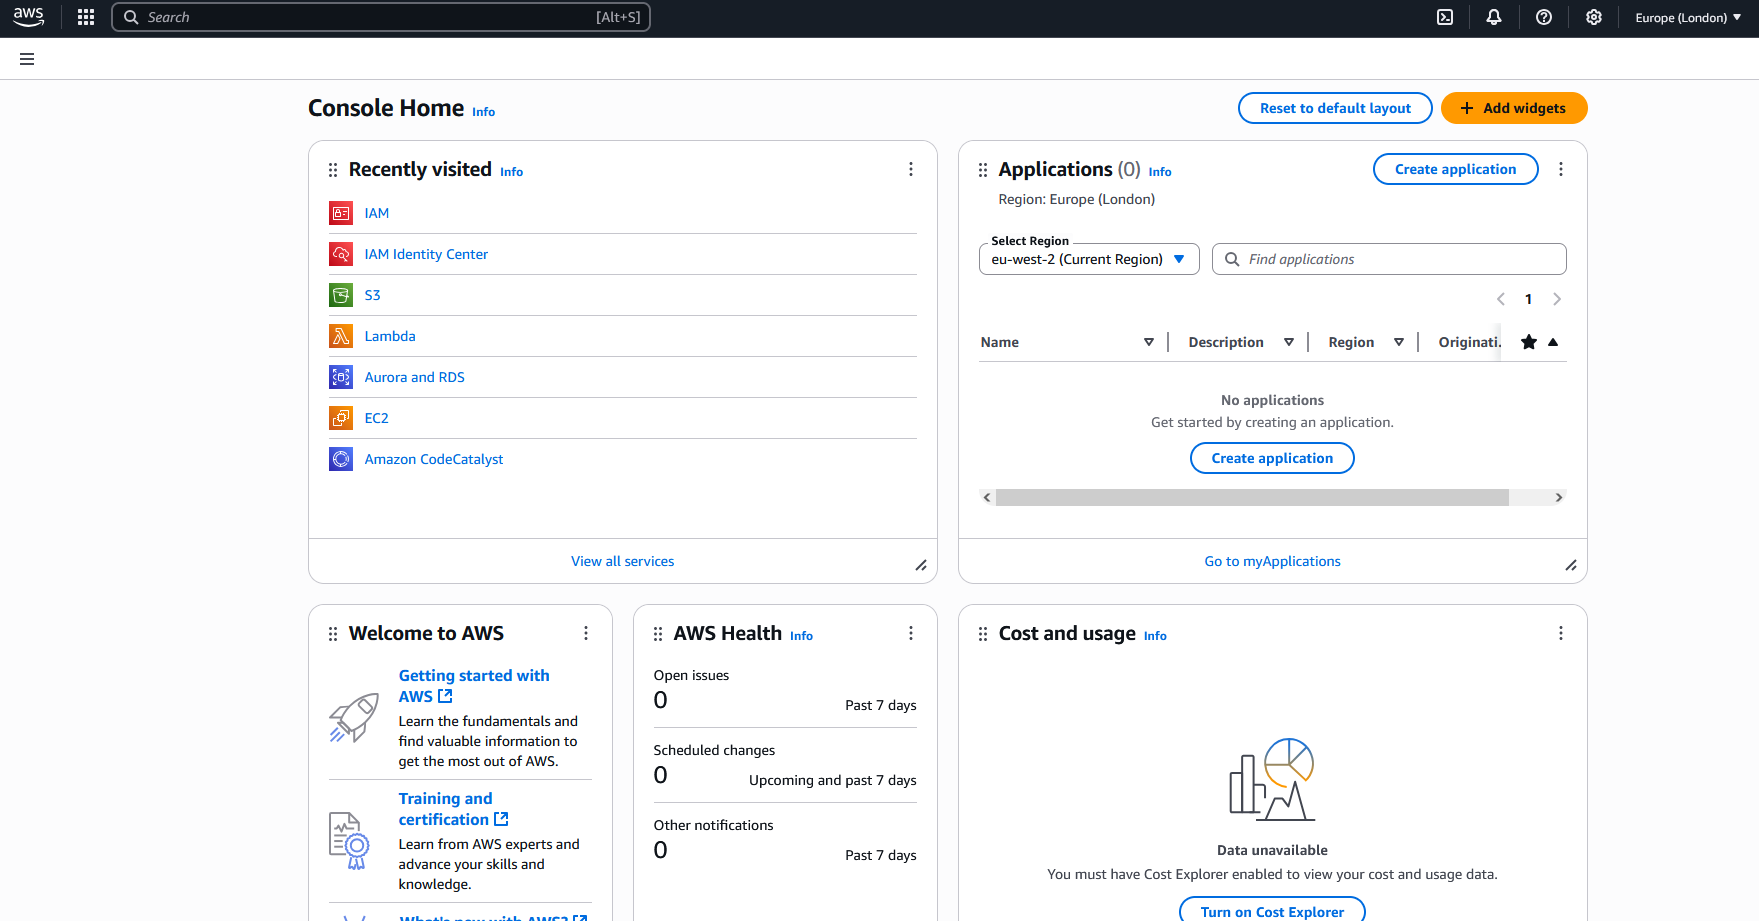 aws
Search
[Alt+S]
Europe (London)
Console Home Info
Reset to default layout
Add widgets
Recently visited Info
IAM
IAM Identity Center
S3
Lambda
Aurora and RDS
EC2
Amazon CodeCatalyst
View all services
Applications (0) Info
Create application
Region: Europe (London)
Select Region
eu-west-2 (Current Region)
Find applications
1
Name
Description
Region
Originati.
No applications
Get started by creating an application.
Create application
Go to myApplications
Welcome to AWS
Getting started with
AWS
Learn the fundamentals and
find valuable information to
get the most out of AWS.
Training and
certification
Learn from AWS experts and
advance your skills and
knowledge.
What's new with AWS?
AWS Health Info
Open issues
0
Past 7 days
Scheduled changes
0
Upcoming and past 7 days
Other notifications
0
Past 7 days
Cost and usage Info
Data unavailable
You must have Cost Explorer enabled to view your cost and usage data.
Turn on Cost Explorer